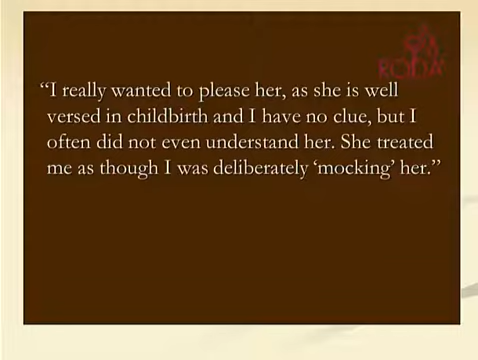 RODA
“I really wanted to please her, as she is well
versed in childbirth and I have no clue, but I
often did not even understand her. She treated
me as though I was deliberately ‘mocking’ her.”